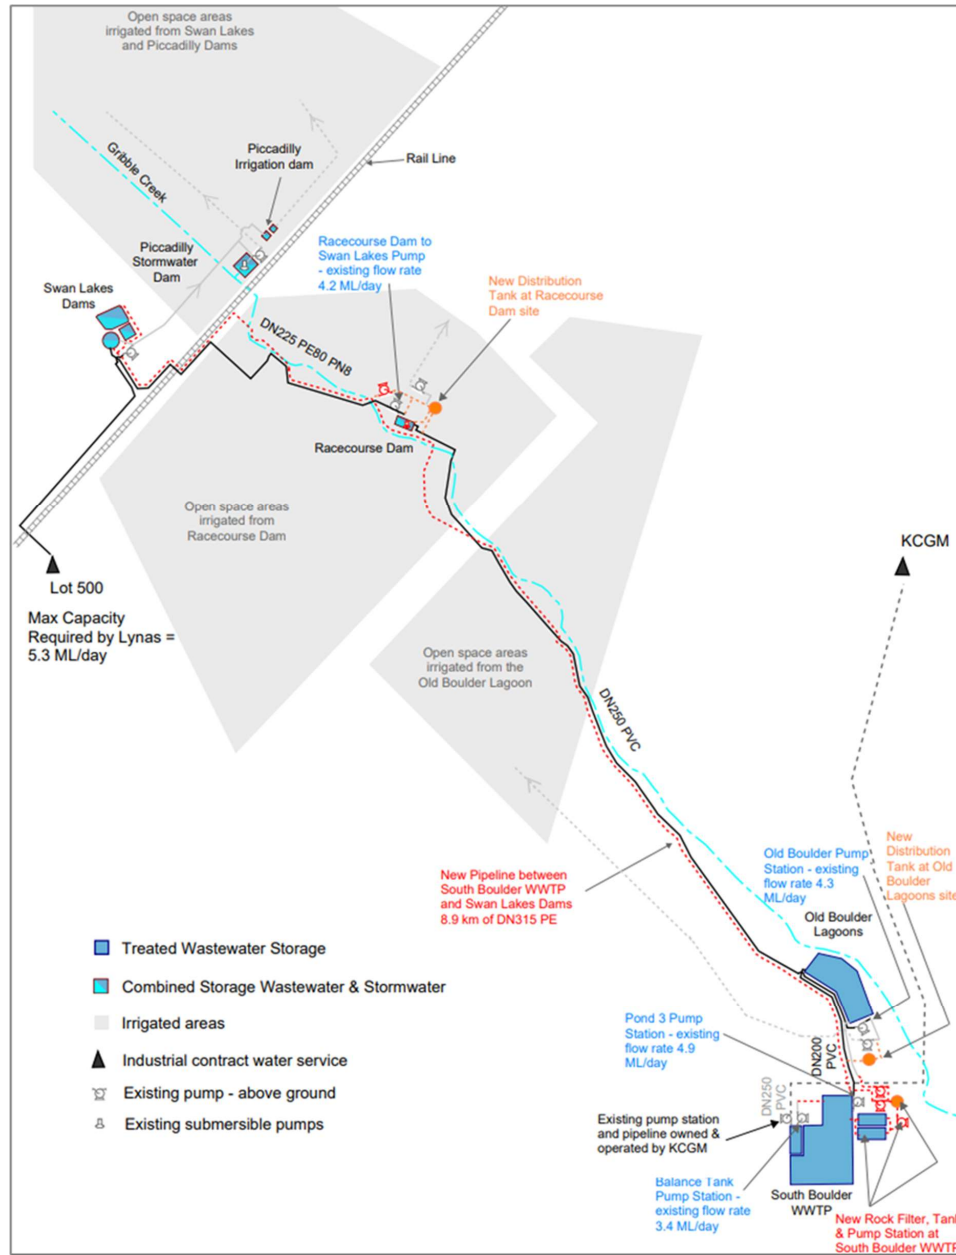 Open space areas
irrigated from Swan Lakes
and Piccadilly Dams
Gribble Creek
Piccadilly
Irrigation dam
Rail Line
Piccadilly
Stormwater
Dam
Racecourse Dam to
Swan Lakes Pump
- existing flow rate
4.2 ML/day
New Distribution
Tank at Racecourse
Dam site
Swan Lakes
Dams
DN225 PE80 PN8
Racecourse Dam
Open space areas
irrigated from
Racecourse Dam
KCGM
Lot 500
Max Capacity
Required by Lynas =
5.3 ML/day
Open space areas
irrigated from the
Old Boulder Lagoon
DN250 PVC
New Pipeline between
South Boulder WWTP
and Swan Lakes Dams
8.9 km of DN315 PE
Old Boulder Pump
Station - existing
flow rate 4.3
ML/day
New
Distribution
Tank at Old
Boulder
Lagoons site
Old Boulder
Lagoons
Treated Wastewater Storage
Combined Storage Wastewater & Stormwater
Irrigated areas
Industrial contract water service
Existing pump - above ground
Existing submersible pumps
Pond 3 Pump
Station - existing
flow rate 4.9
ML/day
DN200
PVC
DN250
PVC
Existing pump station
and pipeline owned &
operated by KCGM
Balance Tank
Pump Station -
existing flow rate
3.4 ML/day
South Boulder
WWTP
New Rock Filter, Tank
& Pump Station at
South Boulder WWTP